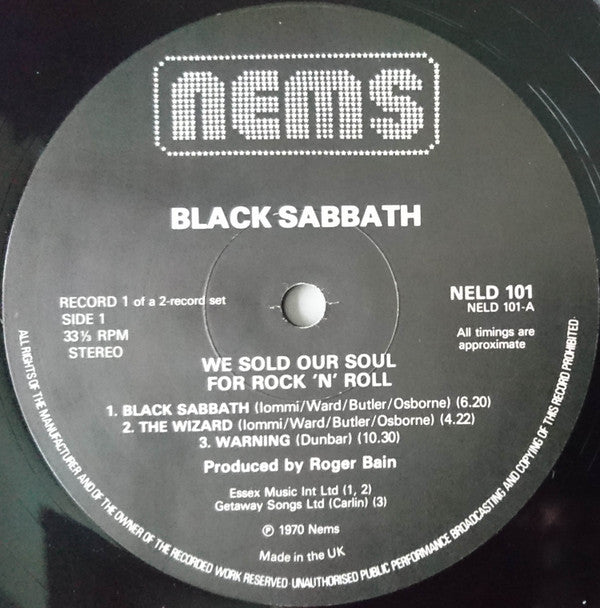 nems
BLACK SABBATH
RECORD 1 of a 2-record set
SIDE 1
33⅓ RPM
STEREO
NELD 101
NELD 101-A
All timings are
approximate
WE SOLD OUR SOUL
FOR ROCK 'N' ROLL
1. BLACK SABBATH (Iommi/Ward/Butler/Osborne) (6.20)
2. THE WIZARD (Iommi/Ward/Butler/Osborne) (4.22)
3. WARNING (Dunbar) (10.30)
Produced by Roger Bain
Essex Music Int Ltd (1, 2)
Getaway Songs Ltd (Carlin) (3)
℗ 1970 Nems
Made in the UK
ALL RIGHTS OF THE MANUFACTURER AND OF THE OWNER OF THE RECORDED WORK RESERVED·UNAUTHORISED PUBLIC PERFORMANCE BROADCASTING AND COPYING OF THIS RECORD PROHIBITED·